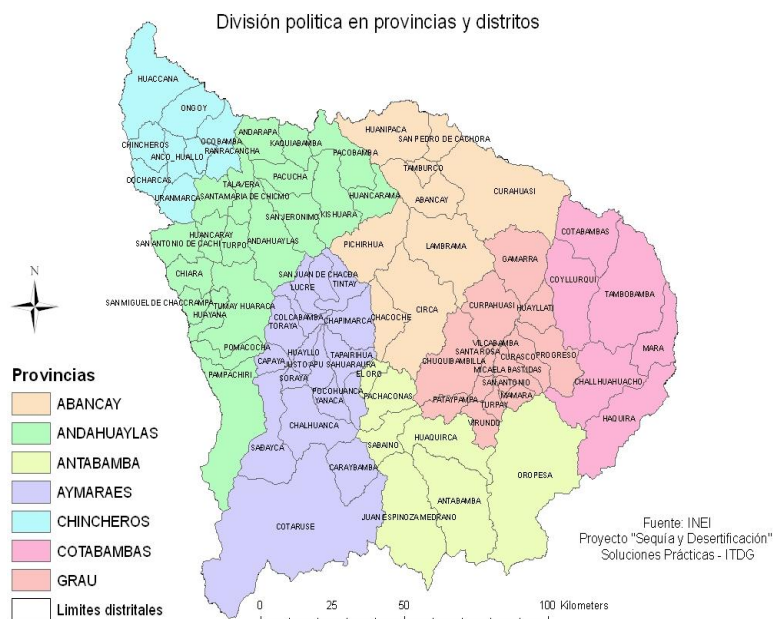 División politica en provincias y distritos
HUACCANA
ONGOY
CHINCHEROS
OCOBAMBA
ANCO_HUALLO
RANRACANCHA
OCHARCAS
URANMARCA
ANDARAPA
KAQUIABAMBA
PACOBAMBA
PACUCHA
TALAVERA
SANTA MARIA DE CHICMO
HUANCARAMA
SAN JERONIMO
KISHUARA
HUANCARAY
SAN ANTONIO DE CACHI
TURPO
ANDAHUAYLAS
CHIARA
SAN MIGUEL DE CHACCRAMPA
TUMAY HUARACA
HUAYANA
POMACOCHA
PAMPACHIRI
HUANIPACA
SAN PEDRO DE CACHORA
TAMBURCO
ABANCAY
CURAHUASI
PICHIRHUA
LAMBRAMA
CHACOCHE
CIRCA
SAN JUAN DE CHACÑA
LUCRE
TINTAY
COLCABAMBA
TORAYA
CHAPIMARCA
HUAYLLO
TAPAIRIHUA
CAPAYA
JUSTO APU
SAHUARAURA
SORAYA
POCOHUANCA
YANACA
CHALHUANCA
SAÑAYCA
CARAYBAMBA
COTARUSE
EL ORO
PACHACONAS
SABAINO
HUAQUIRCA
JUAN ESPINOZA MEDRANO
ANTABAMBA
OROPESA
GAMARRA
CURPAHUASI
HUAYLLATI
VILCABAMBA
SANTA ROSA
CHUQUIBAMBILLA
CURASCO
PROGRESO
MICAELA BASTIDAS
SAN ANTONIO
MAMARA
PATAYPAMPA
TURPAY
VIRUNDO
COTABAMBAS
COYLLURQUI
TAMBOBAMBA
MARA
CHALLHUAHUACHO
HAQUIRA
N
Provincias
ABANCAY
ANDAHUAYLAS
ANTABAMBA
AYMARAES
CHINCHEROS
COTABAMBAS
GRAU
Limites distritales
0 25 50 100 Kilometers
Fuente: INEI
Proyecto "Sequía y Desertificación"
Soluciones Prácticas - ITDG